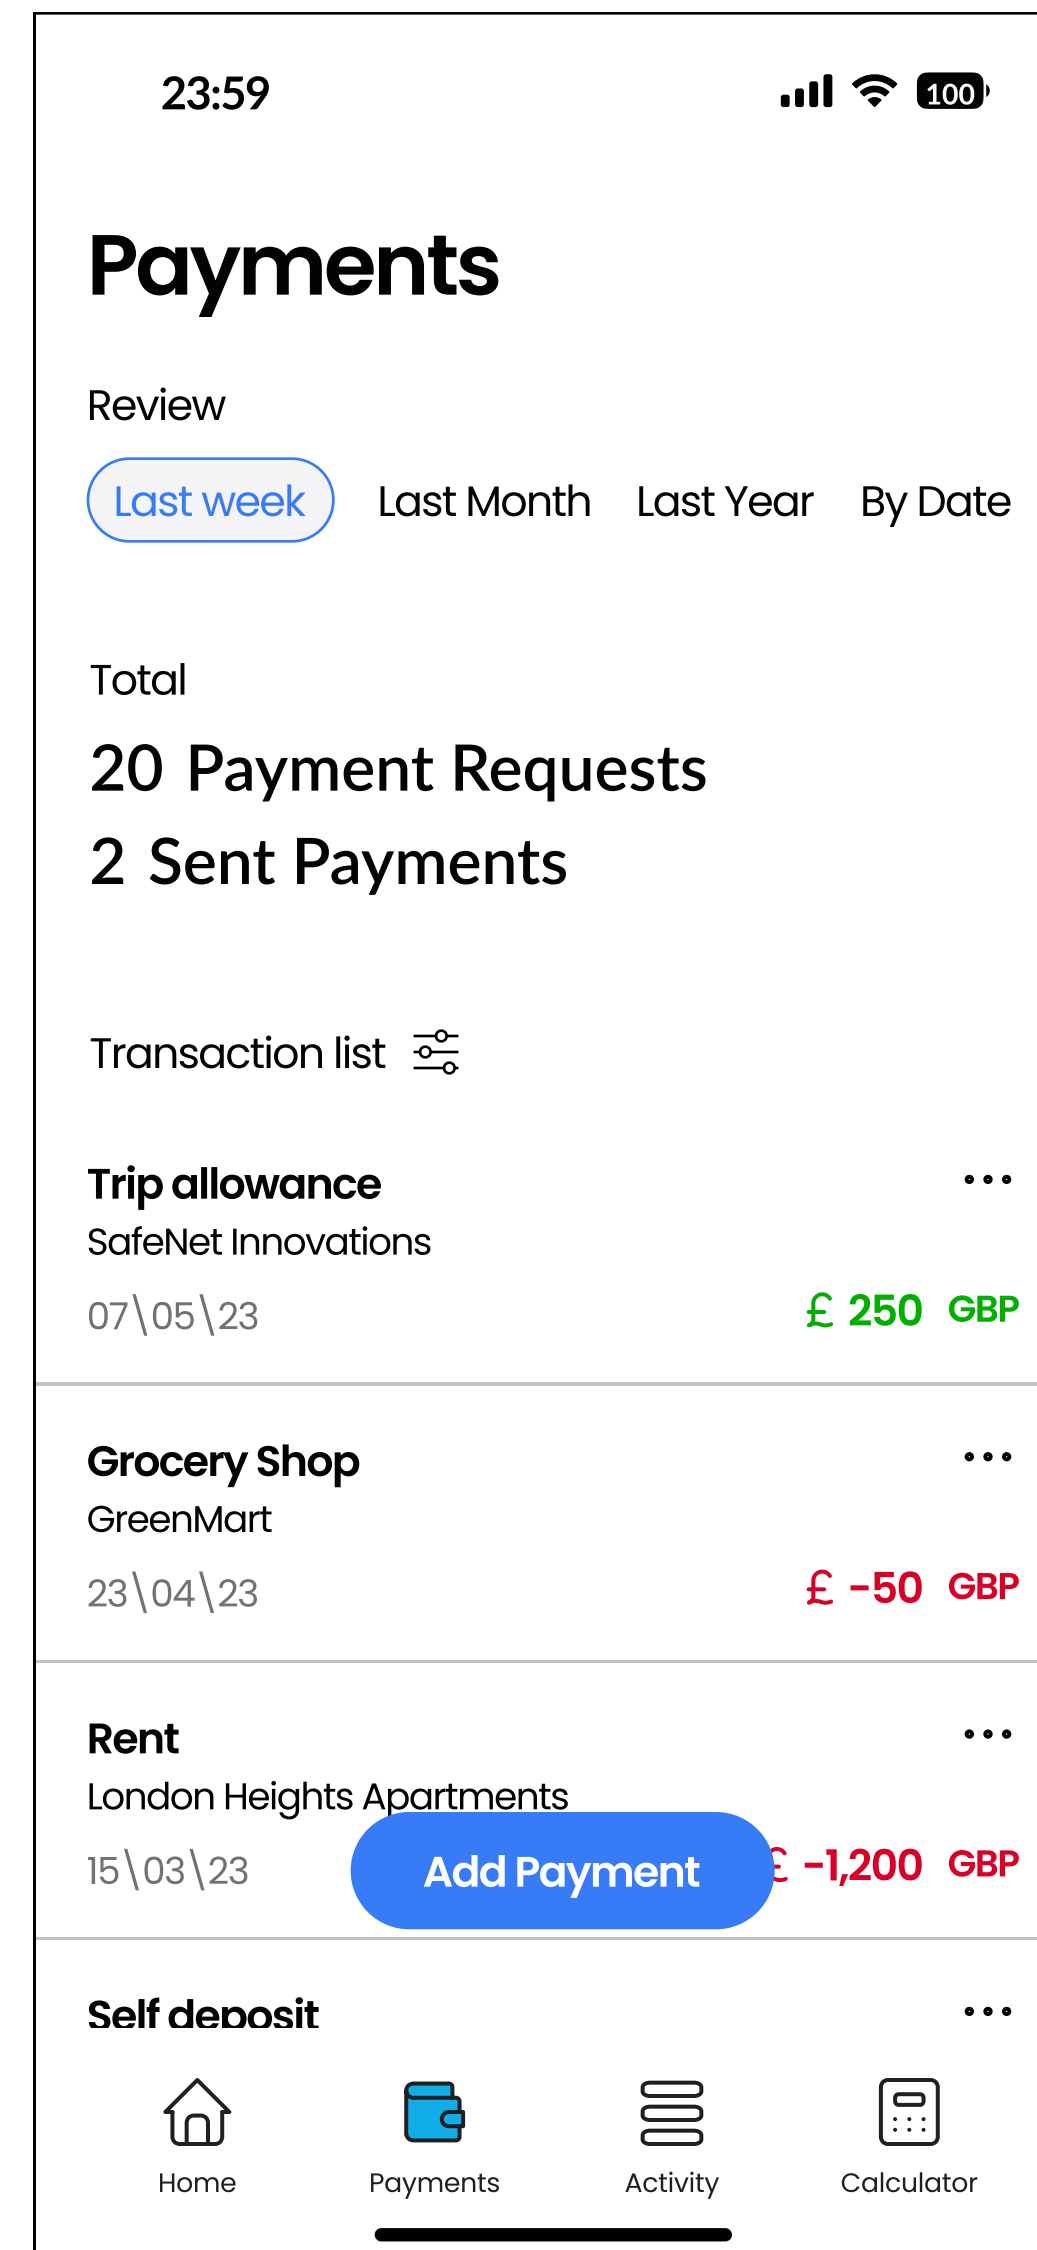 23:59
100
Payments
Review
Last week Last Month Last Year By Date
Total
20 Payment Requests
2 Sent Payments
Transaction list
Trip allowance
SafeNet Innovations
07\05\23 £ 250 GBP
Grocery Shop
GreenMart
23\04\23 £ -50 GBP
Rent
London Heights Apartments
15\03\23 Add Payment £ -1,200 GBP
Self deposit
Home Payments Activity Calculator